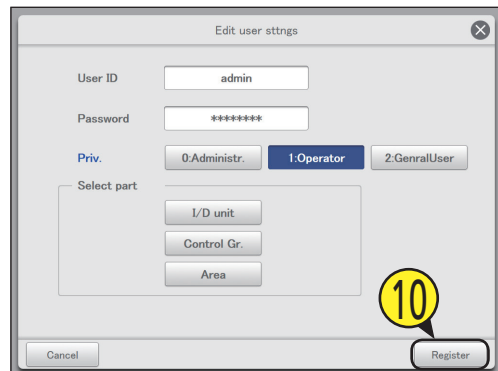 Edit user sttngs
User ID admin
Password ********
Priv. 0:Administr. 1:Operator 2:GenralUser
Select part
I/D unit
Control Gr.
Area
10
Cancel Register